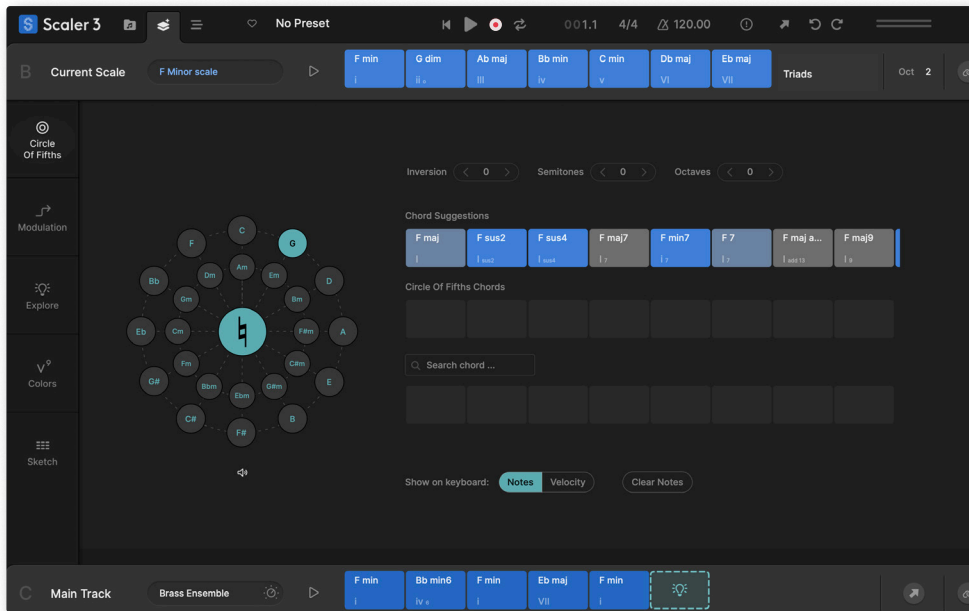 Scaler 3
No Preset
001.1 4/4 120.00
B Current Scale F Minor scale
F min G dim Ab maj Bb min C min Db maj Eb maj
i ii o III iv v VI VII
Triads
Oct 2
Circle
Of Fifths
Modulation
Explore
Colors
Sketch
C
F G
Bb D
Eb A
G# E
C# B
F#
Am
Dm Em
Gm Bm
Cm F#m
Fm C#m
Bbm G#m
Ebm
Inversion 0 Semitones 0 Octaves 0
Chord Suggestions
F maj F sus2 F sus4 F maj7 F min7 F 7 F maj a... F maj9
I I sus2 I sus4 I 7 i 7 I 7 I add 13 I 9
Circle Of Fifths Chords
Search chord ...
Show on keyboard: Notes Velocity Clear Notes
C Main Track Brass Ensemble
F min Bb min6 F min Eb maj F min
i iv 6 i VII i